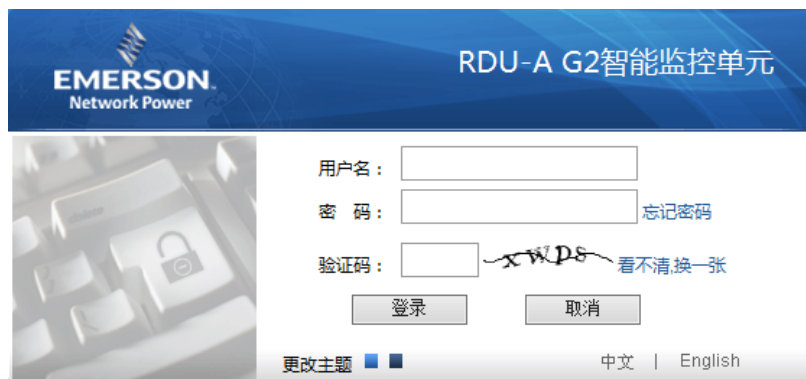 EMERSON
Network Power
RDU-A G2智能监控单元
用户名：
密 码：
忘记密码
验证码：
xwps
看不清,换一张
登录
取消
更改主题
中文 | English